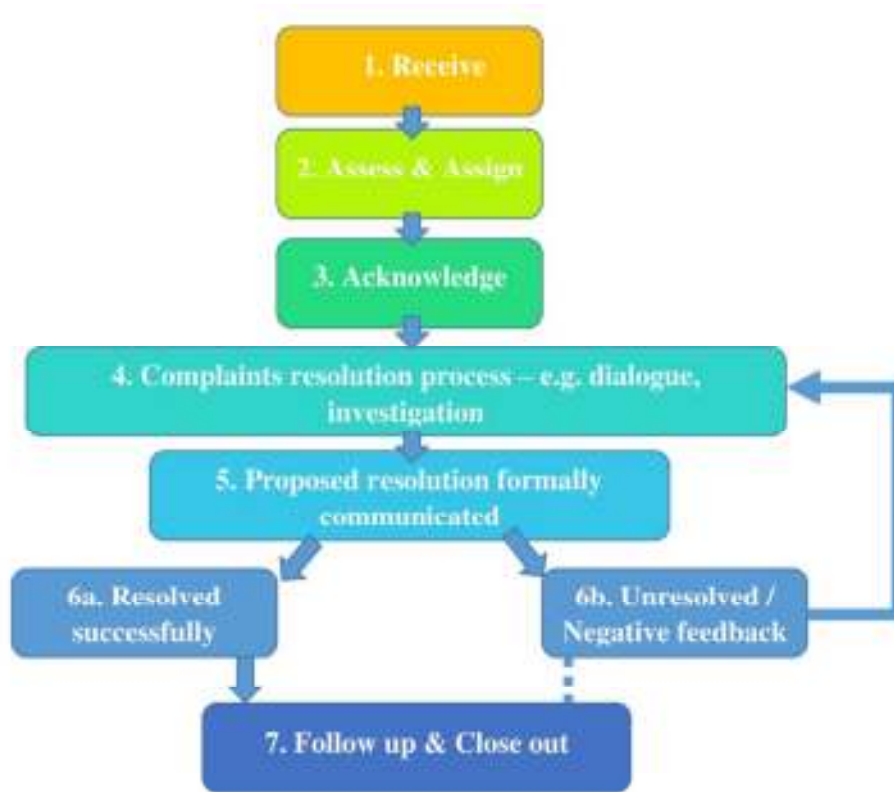 1. Receive
2. Assess & Assign
3. Acknowledge
4. Complaints resolution process – e.g. dialogue,
investigation
5. Proposed resolution formally
communicated
6a. Resolved
successfully
6b. Unresolved /
Negative feedback
7. Follow up & Close out